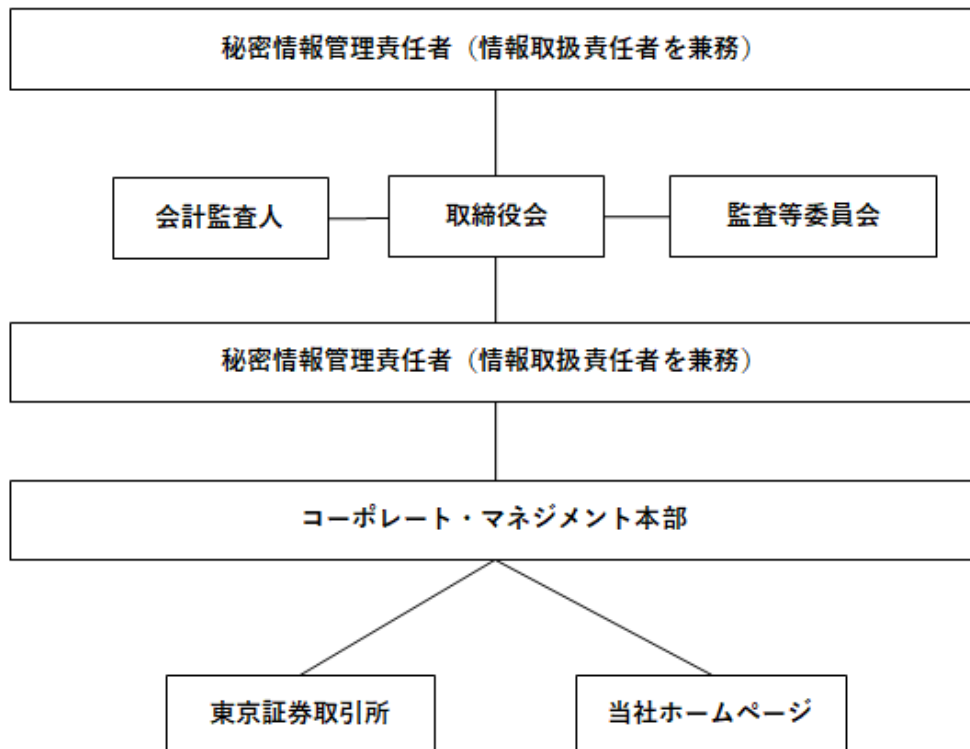 秘密情報管理責任者（情報取扱責任者を兼務）
会計監査人
取締役会
監査等委員会
秘密情報管理責任者（情報取扱責任者を兼務）
コーポレート・マネジメント本部
東京証券取引所
当社ホームページ